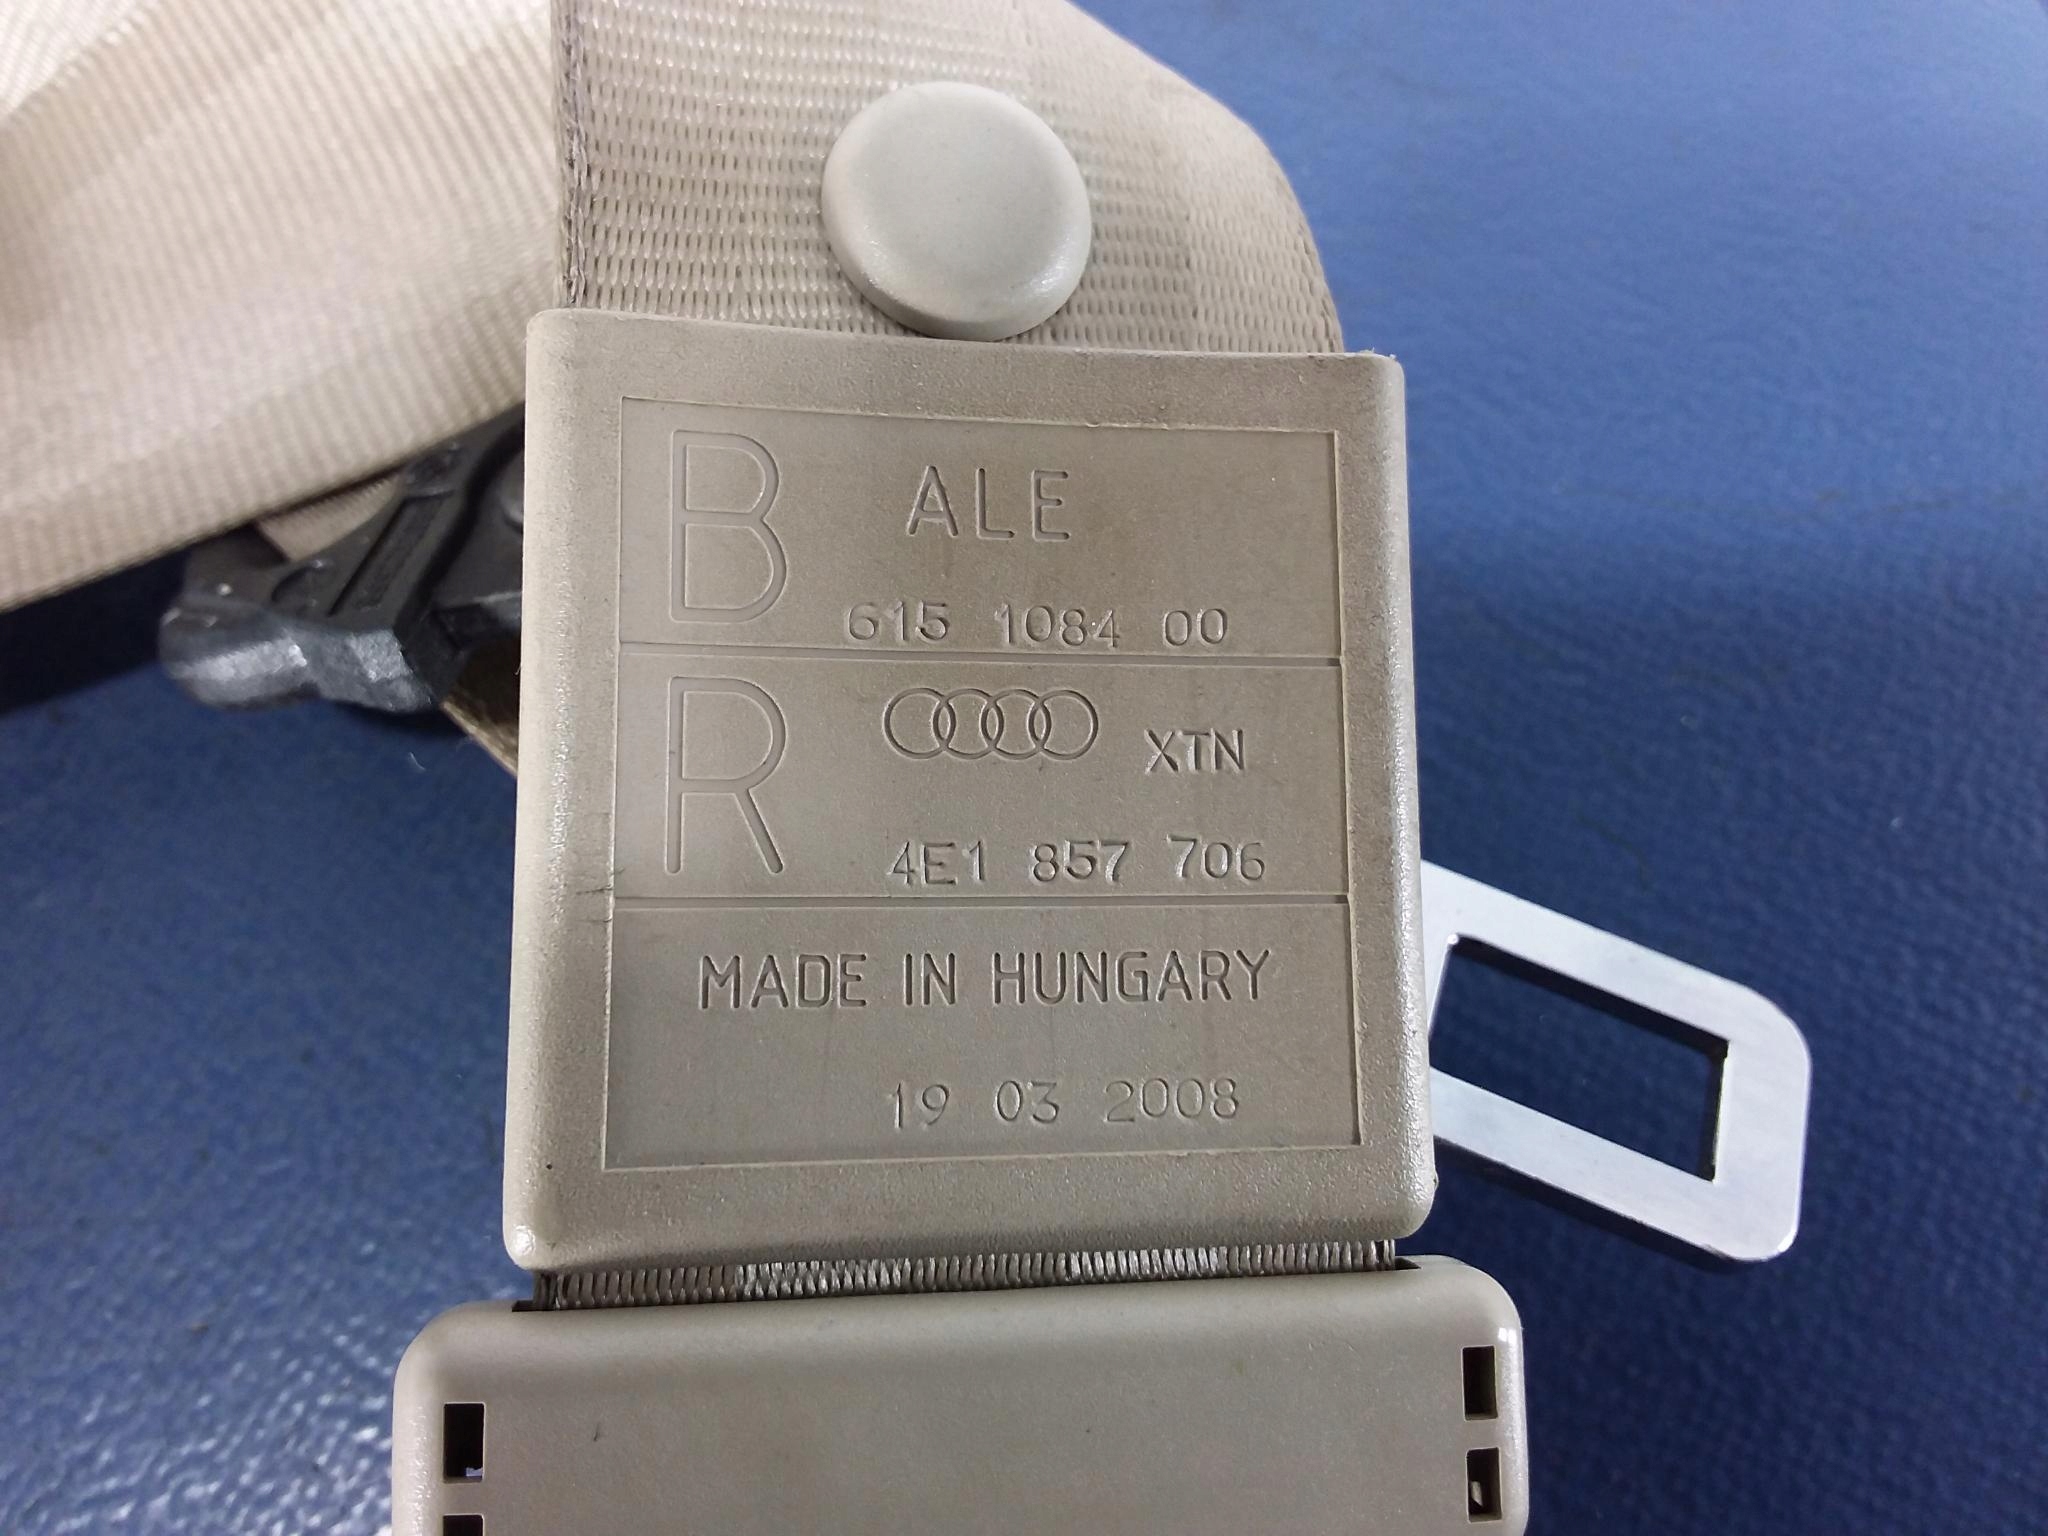 B
ALE
615 1084 00
R
XTN
4E1 857 706
MADE IN HUNGARY
19 03 2008